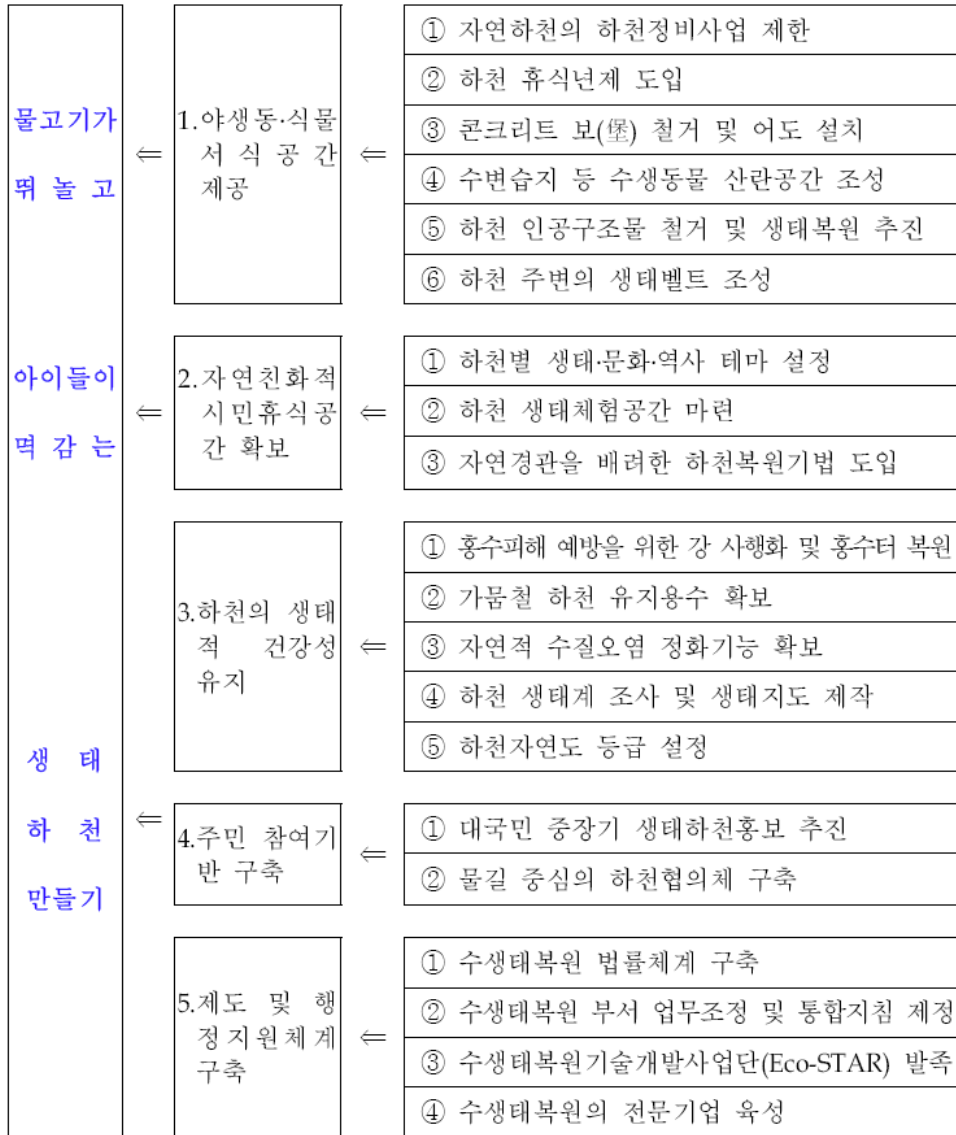 물고기가
뛰 놀 고
⇐
1.야생동·식물
서 식 공 간
제공
⇐
① 자연하천의 하천정비사업 제한
② 하천 휴식년제 도입
③ 콘크리트 보(堡) 철거 및 어도 설치
④ 수변습지 등 수생동물 산란공간 조성
⑤ 하천 인공구조물 철거 및 생태복원 추진
⑥ 하천 주변의 생태벨트 조성
아이들이
멱 감 는
⇐
2.자연친화적
시민휴식공
간 확보
⇐
① 하천별 생태·문화·역사 테마 설정
② 하천 생태체험공간 마련
③ 자연경관을 배려한 하천복원기법 도입
3.하천의 생태
적 건강성
유지
⇐
① 홍수피해 예방을 위한 강 사행화 및 홍수터 복원
② 가뭄철 하천 유지용수 확보
③ 자연적 수질오염 정화기능 확보
④ 하천 생태계 조사 및 생태지도 제작
⑤ 하천자연도 등급 설정
생 태
하 천
만들기
⇐
4.주민 참여기
반 구축
⇐
① 대국민 중장기 생태하천홍보 추진
② 물길 중심의 하천협의체 구축
5.제도 및 행
정지원체계
구축
⇐
① 수생태복원 법률체계 구축
② 수생태복원 부서 업무조정 및 통합지침 제정
③ 수생태복원기술개발사업단(Eco-STAR) 발족
④ 수생태복원의 전문기업 육성